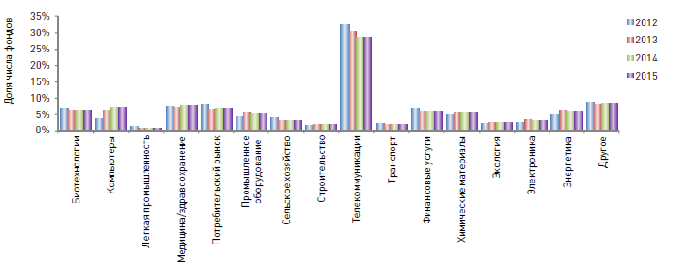 Доля числа фондов
35%
30%
25%
20%
15%
10%
5%
0%
2012
2013
2014
2015
Биотехнологии
Компьютеры
Легкая промышленность
Медицина/здравоохранение
Потребительский рынок
Промышленное
оборудование
Сельское хозяйство
Строительство
Телекоммуникации
Транспорт
Финансовые услуги
Химические материалы
Экология
Электроника
Энергетика
Другое